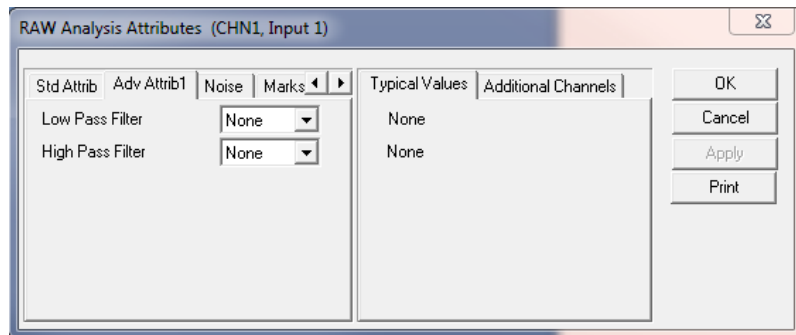 RAW Analysis Attributes (CHN1, Input 1)
Std Attrib Adv Attrib1 Noise Marks
Low Pass Filter None
High Pass Filter None
Typical Values Additional Channels
None
None
OK
Cancel
Apply
Print